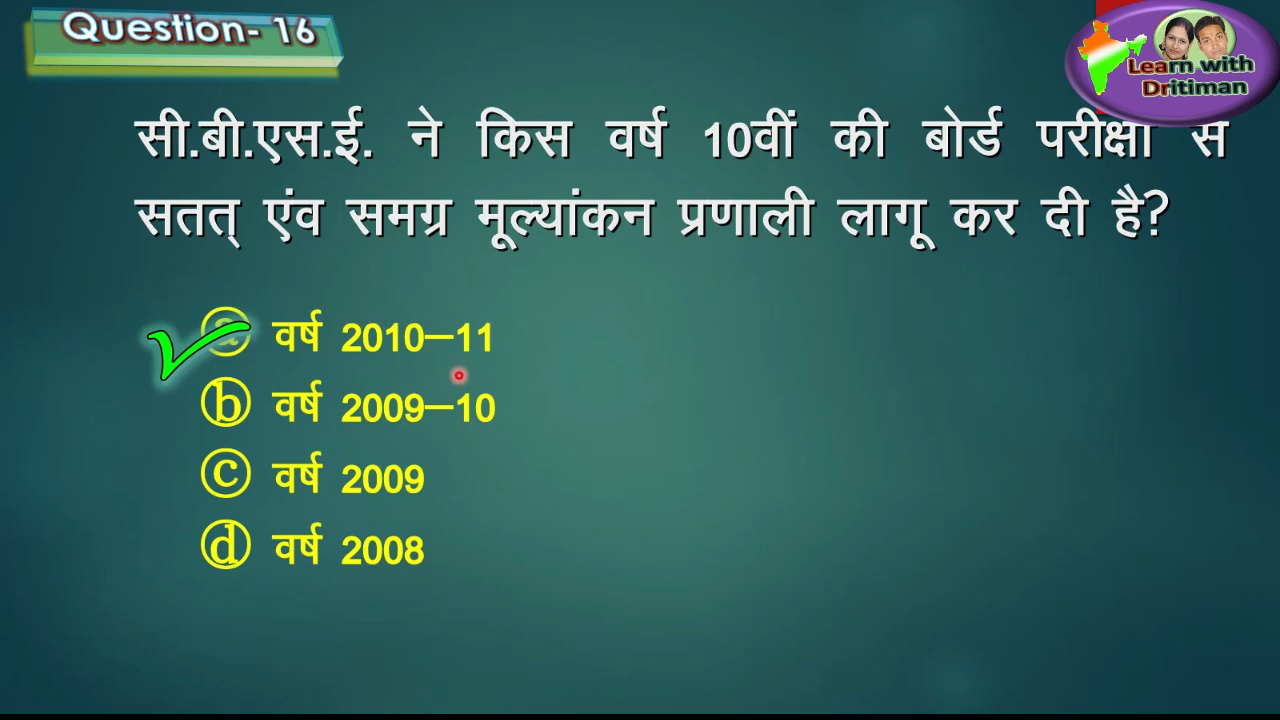 Question- 16
Learn with
Dritiman
सी.बी.एस.ई. ने किस वर्ष 10वीं की बोर्ड परीक्षा से
सतत् एंव समग्र मूल्यांकन प्रणाली लागू कर दी है?
ⓐ वर्ष 2010–11
ⓑ वर्ष 2009–10
ⓒ वर्ष 2009
ⓓ वर्ष 2008